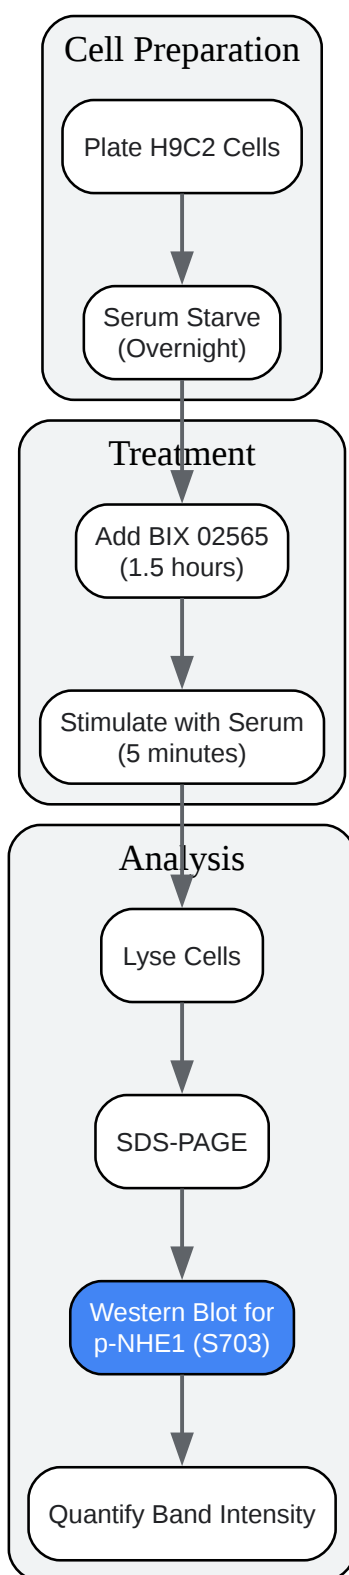 Cell Preparation
Plate H9C2 Cells
Serum Starve
(Overnight)
Treatment
Add BIX 02565
(1.5 hours)
Stimulate with Serum
(5 minutes)
Analysis
Lyse Cells
SDS-PAGE
Western Blot for
p-NHE1 (S703)
Quantify Band Intensity